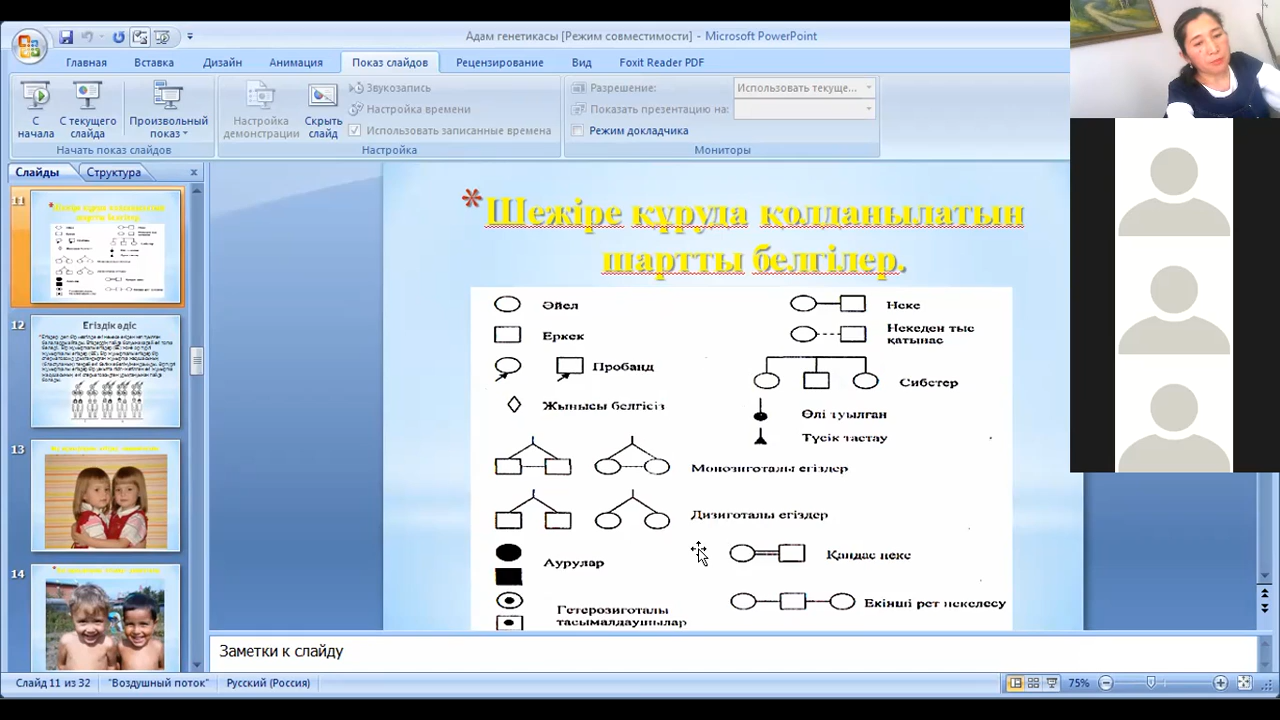 Адам генетикасы [Режим совместимости] - Microsoft PowerPoint
Главная Вставка Дизайн Анимация Показ слайдов Рецензирование Вид Foxit Reader PDF
С начала
С текущего слайда
Произвольный показ
Начать показ слайдов
Настройка демонстрации
Скрыть слайд
Звукозапись
Настройка времени
Использовать записанные времена
Настройка
Разрешение: Использовать текуще...
Показать презентацию на:
Режим докладчика
Мониторы
Слайды Структура x
11
12
Егіздік әдіс
13
14
*Шежіре құруда қолданылатын
шартты белгілер.
Әйел
Неке
Еркек
Некеден тыс
қатынас
Пробанд
Сибстер
Жынысы белгісіз
Өлі туылған
Түсік тастау
Монозиготалы егіздер
Дизиготалы егіздер
Аурулар
Қандас неке
Гетерозиготалы
тасымалдаушылар
Екінші рет некелесу
Заметки к слайду
Слайд 11 из 32 "Воздушный поток" Русский (Россия) 75%